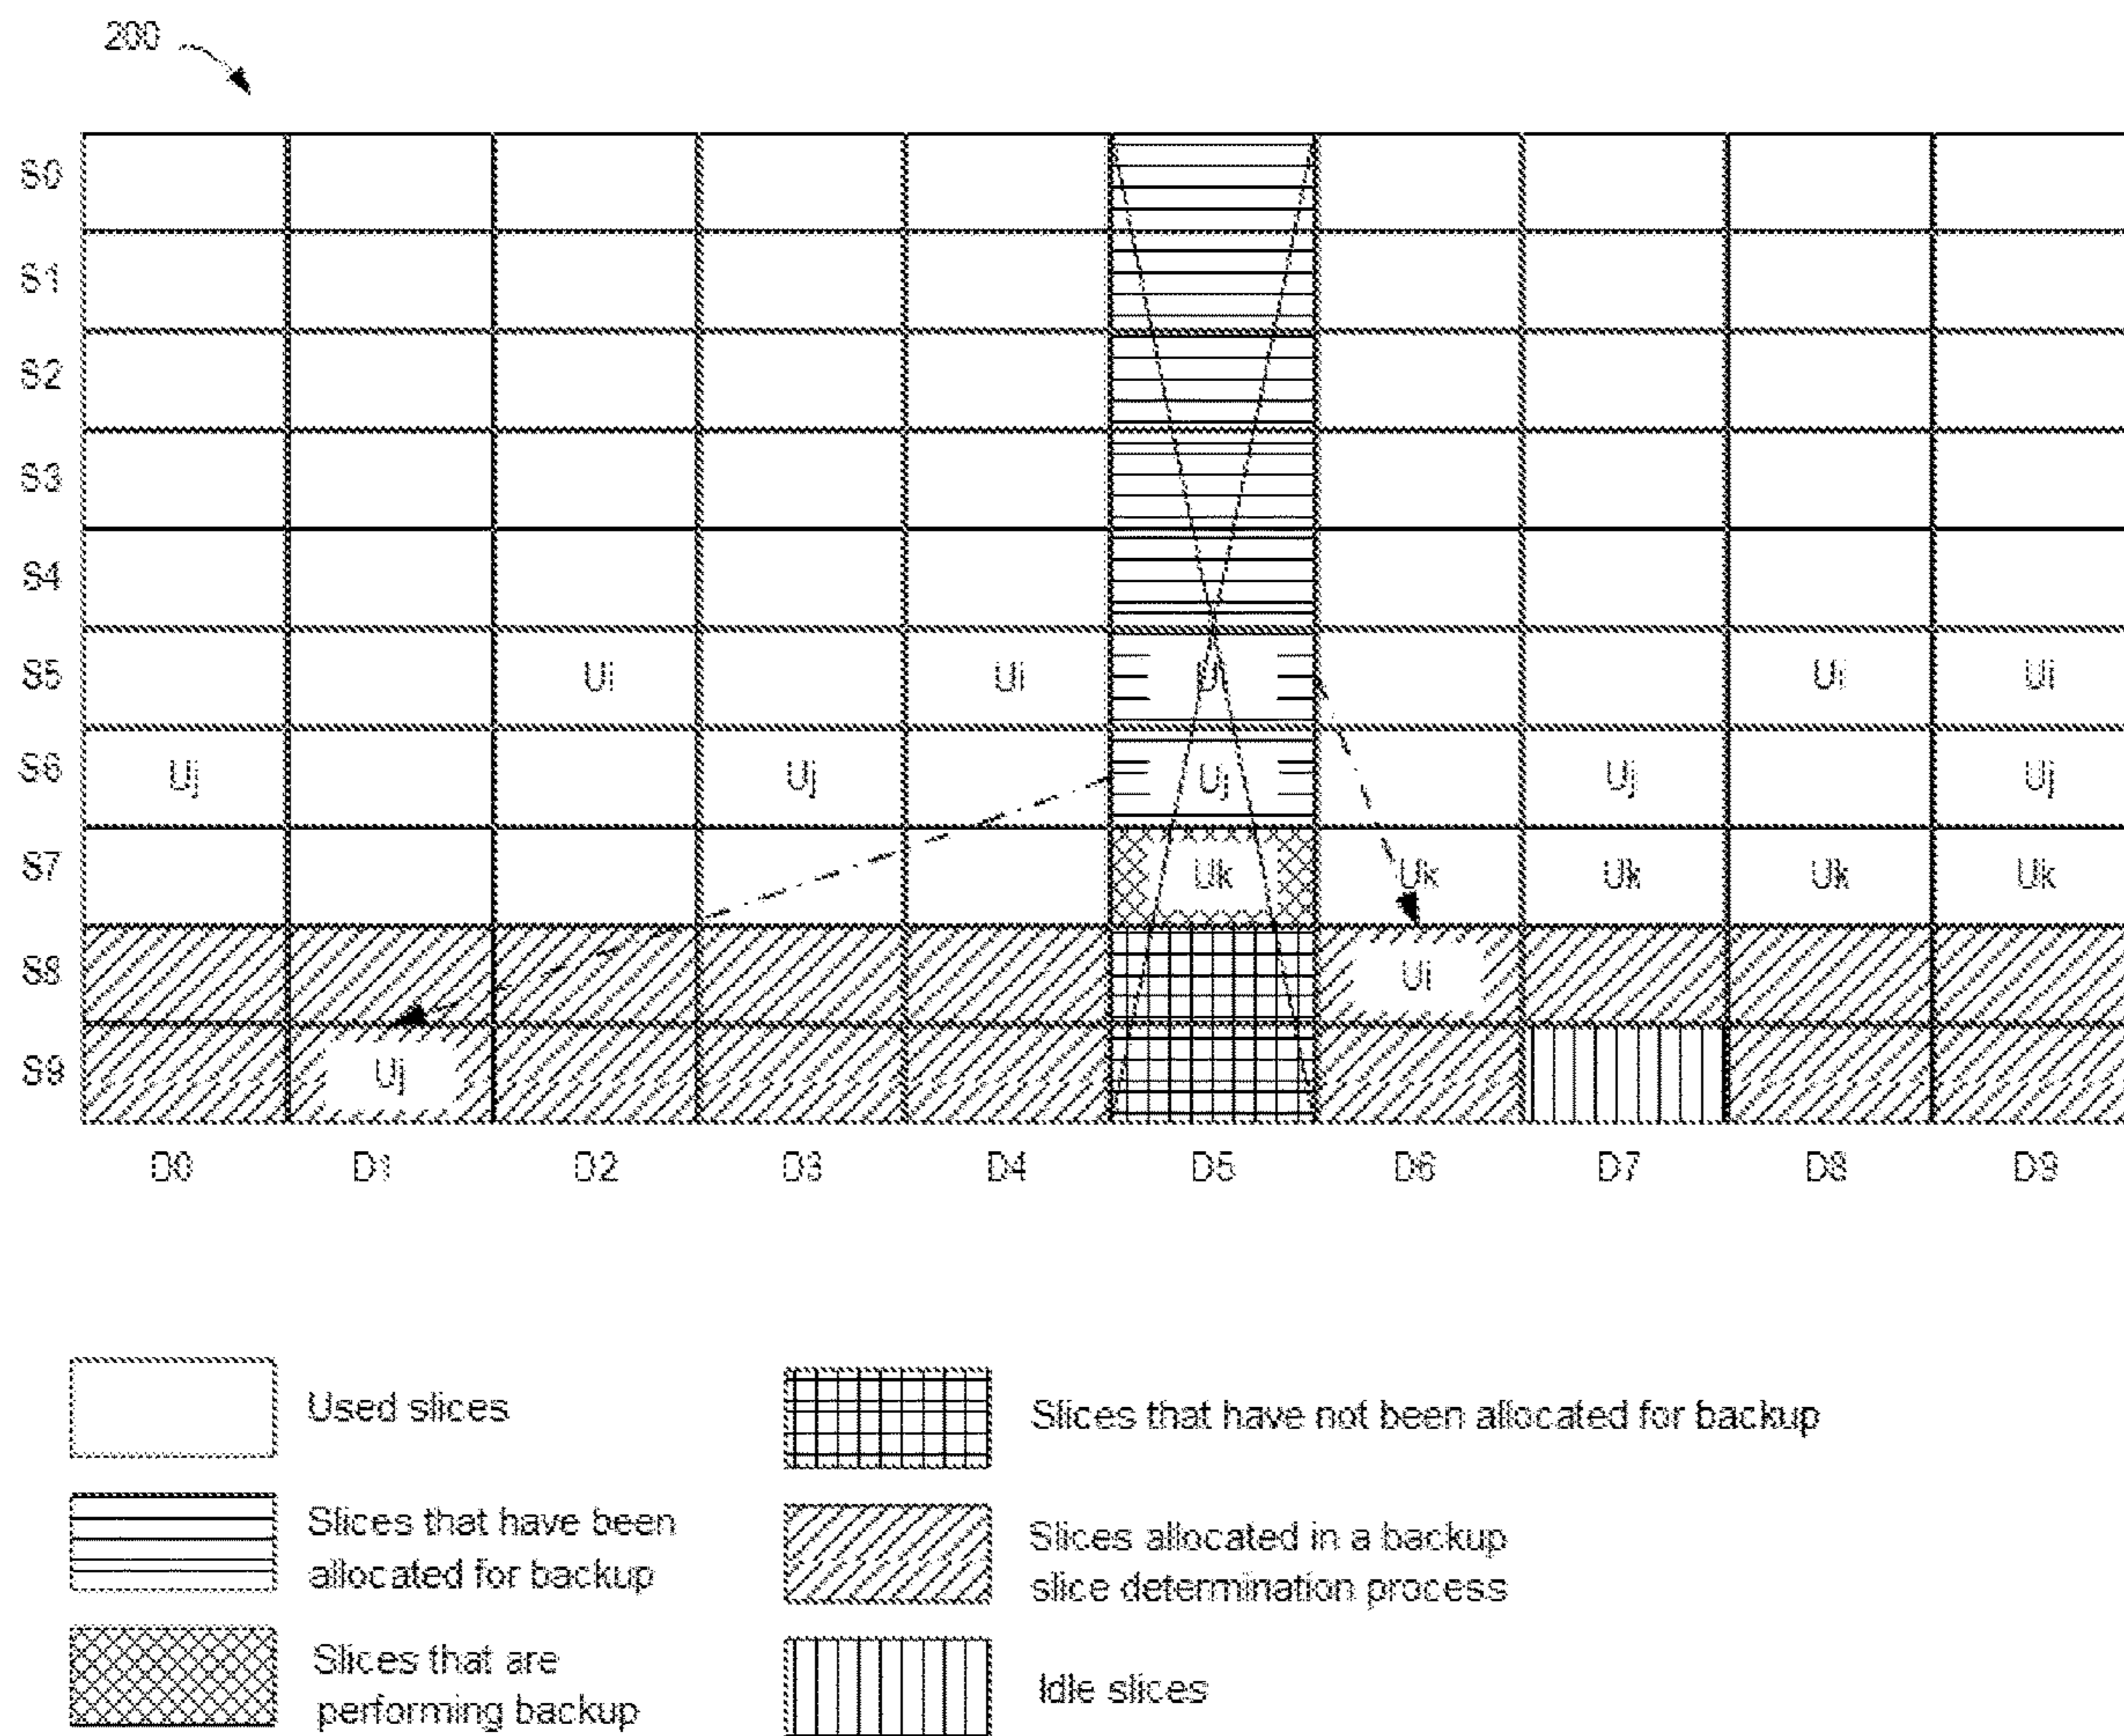 200
S0
S1
S2
S3
S4
S5 Ui Ui Ui Ui
S6 Uj Uj Uj Uj Uj
S7 Uk Uk Uk Uk Uk
S8 Ui
S9 Uj
D0 D1 D2 D3 D4 D5 D6 D7 D8 D9
Used slices
Slices that have been
allocated for backup
Slices that are
performing backup
Slices that have not been allocated for backup
Slices allocated in a backup
slice determination process
Idle slices